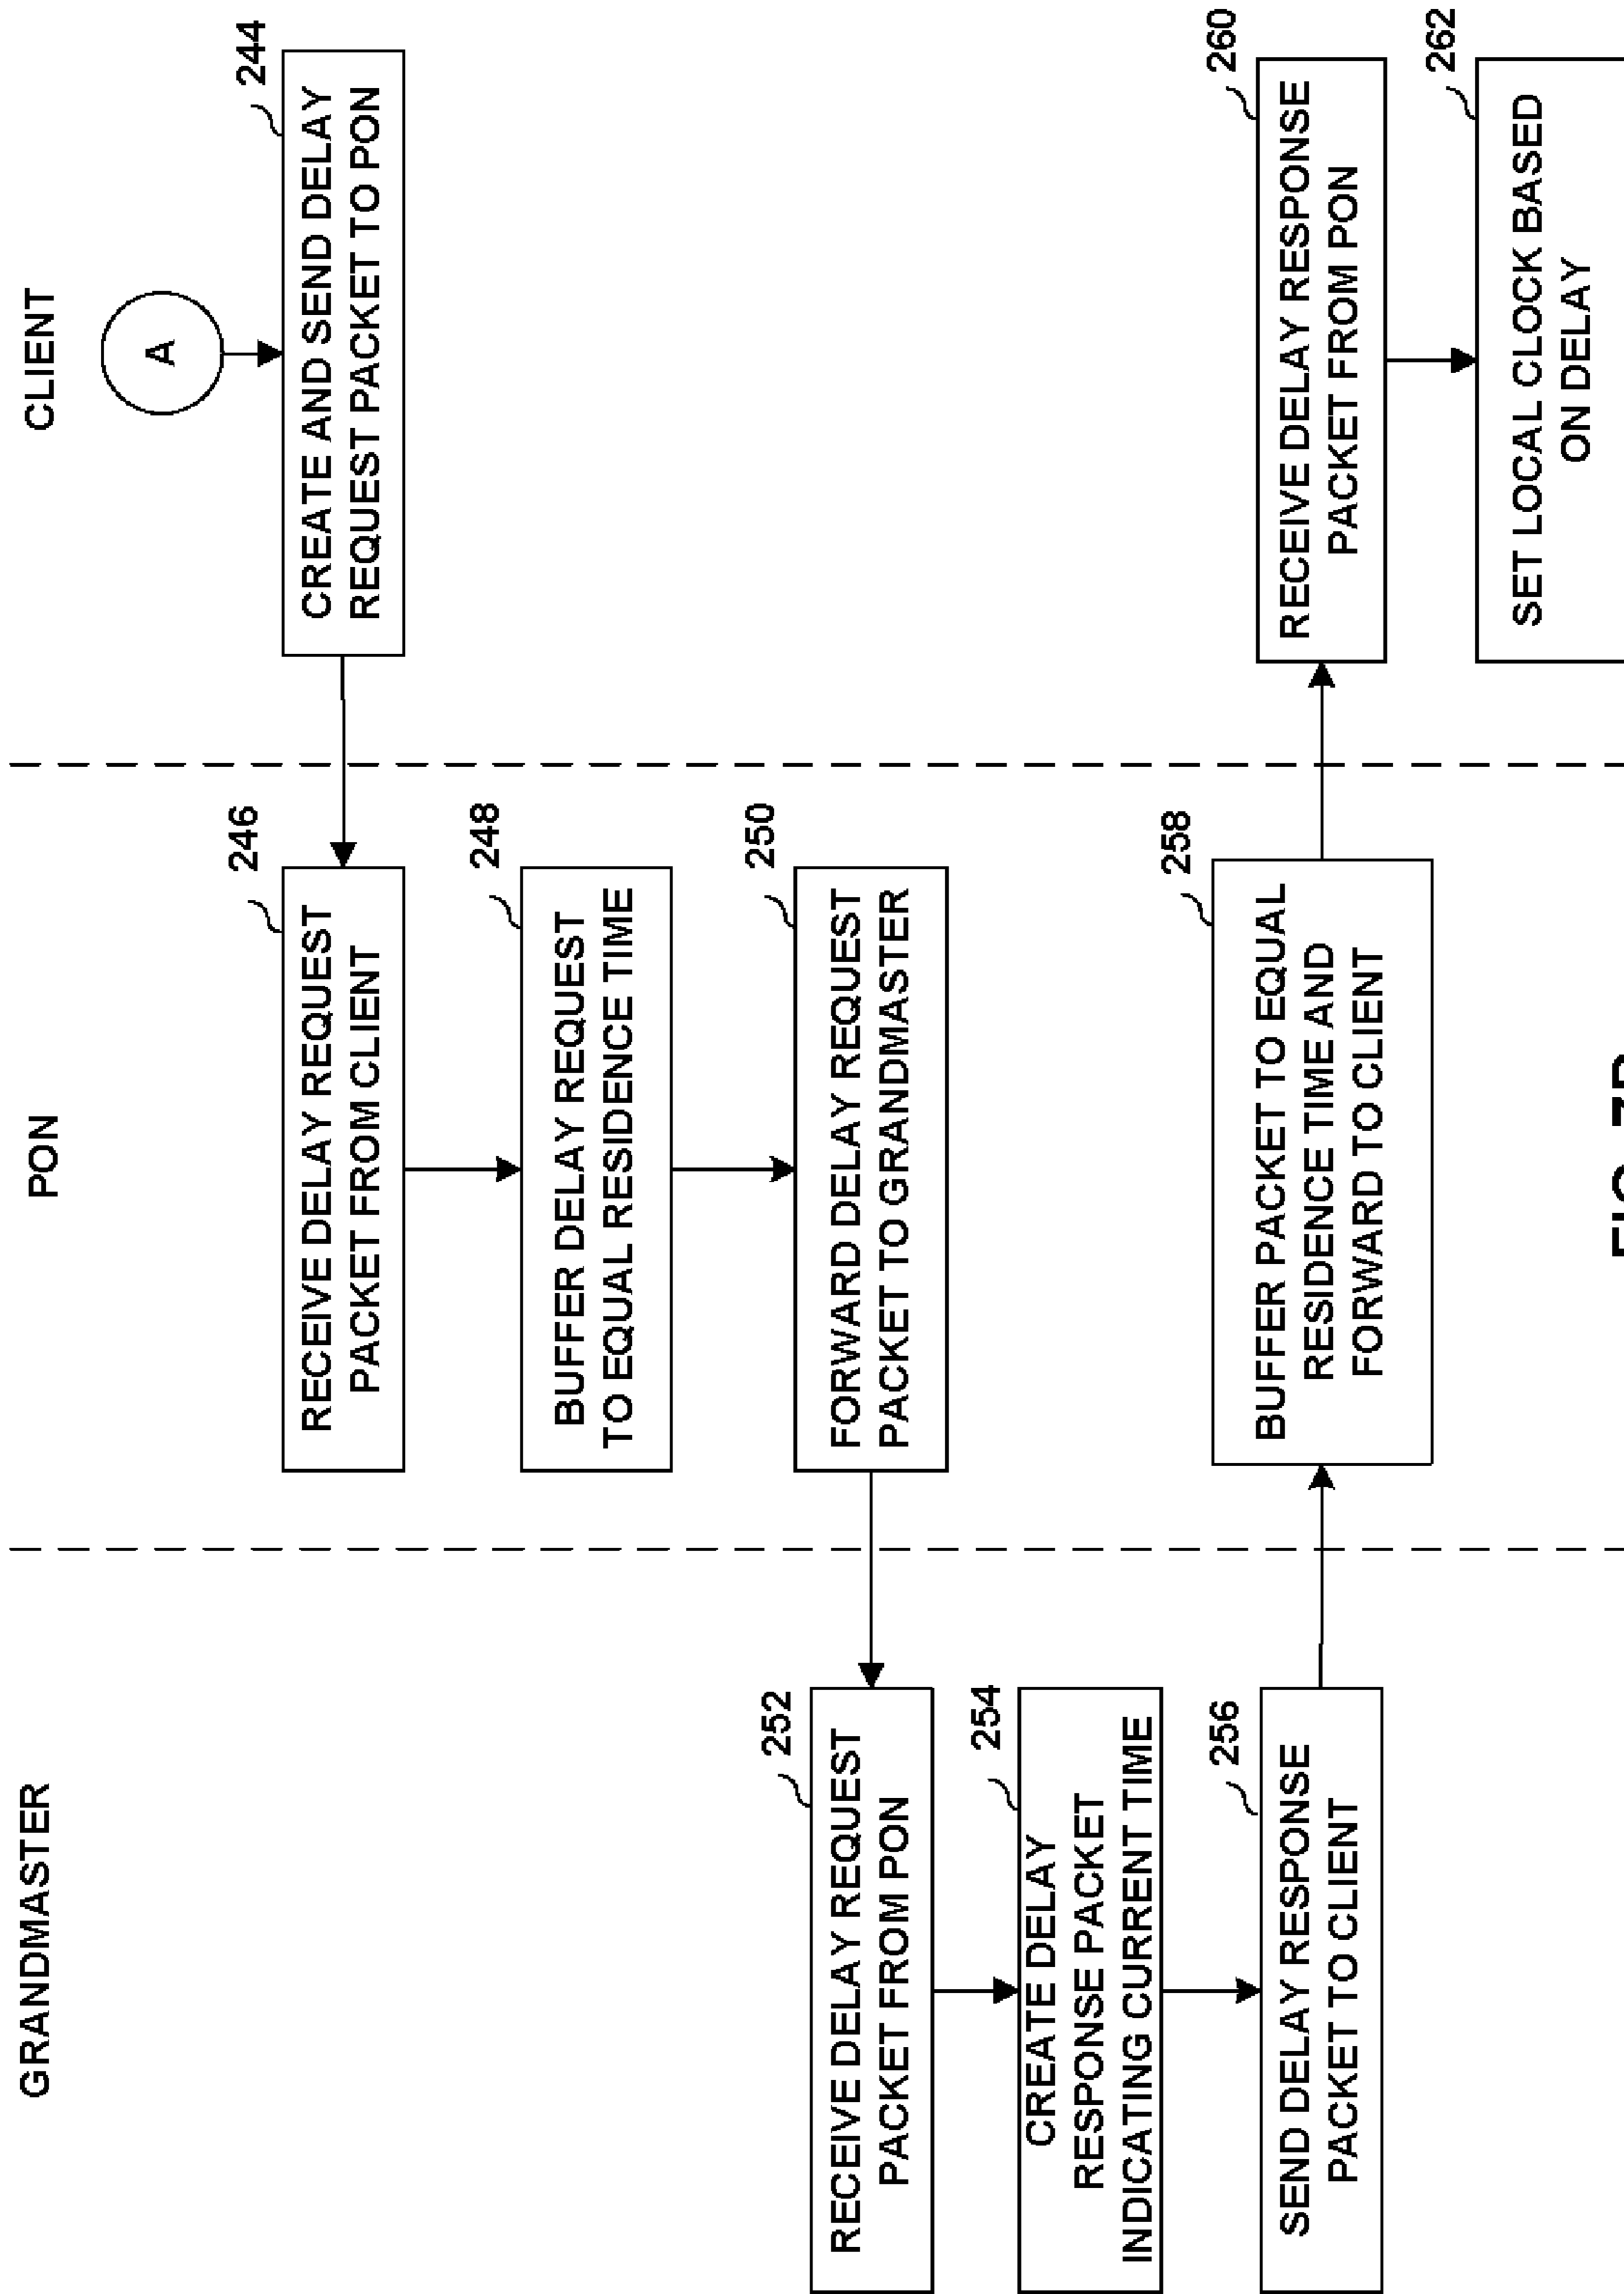 GRANDMASTER
PON
CLIENT
A
244
CREATE AND SEND DELAY
REQUEST PACKET TO PON
246
RECEIVE DELAY REQUEST
PACKET FROM CLIENT
248
BUFFER DELAY REQUEST
TO EQUAL RESIDENCE TIME
250
FORWARD DELAY REQUEST
PACKET TO GRANDMASTER
252
RECEIVE DELAY REQUEST
PACKET FROM PON
254
CREATE DELAY
RESPONSE PACKET
INDICATING CURRENT TIME
256
SEND DELAY RESPONSE
PACKET TO CLIENT
258
BUFFER PACKET TO EQUAL
RESIDENCE TIME AND
FORWARD TO CLIENT
260
RECEIVE DELAY RESPONSE
PACKET FROM PON
262
SET LOCAL CLOCK BASED
ON DELAY